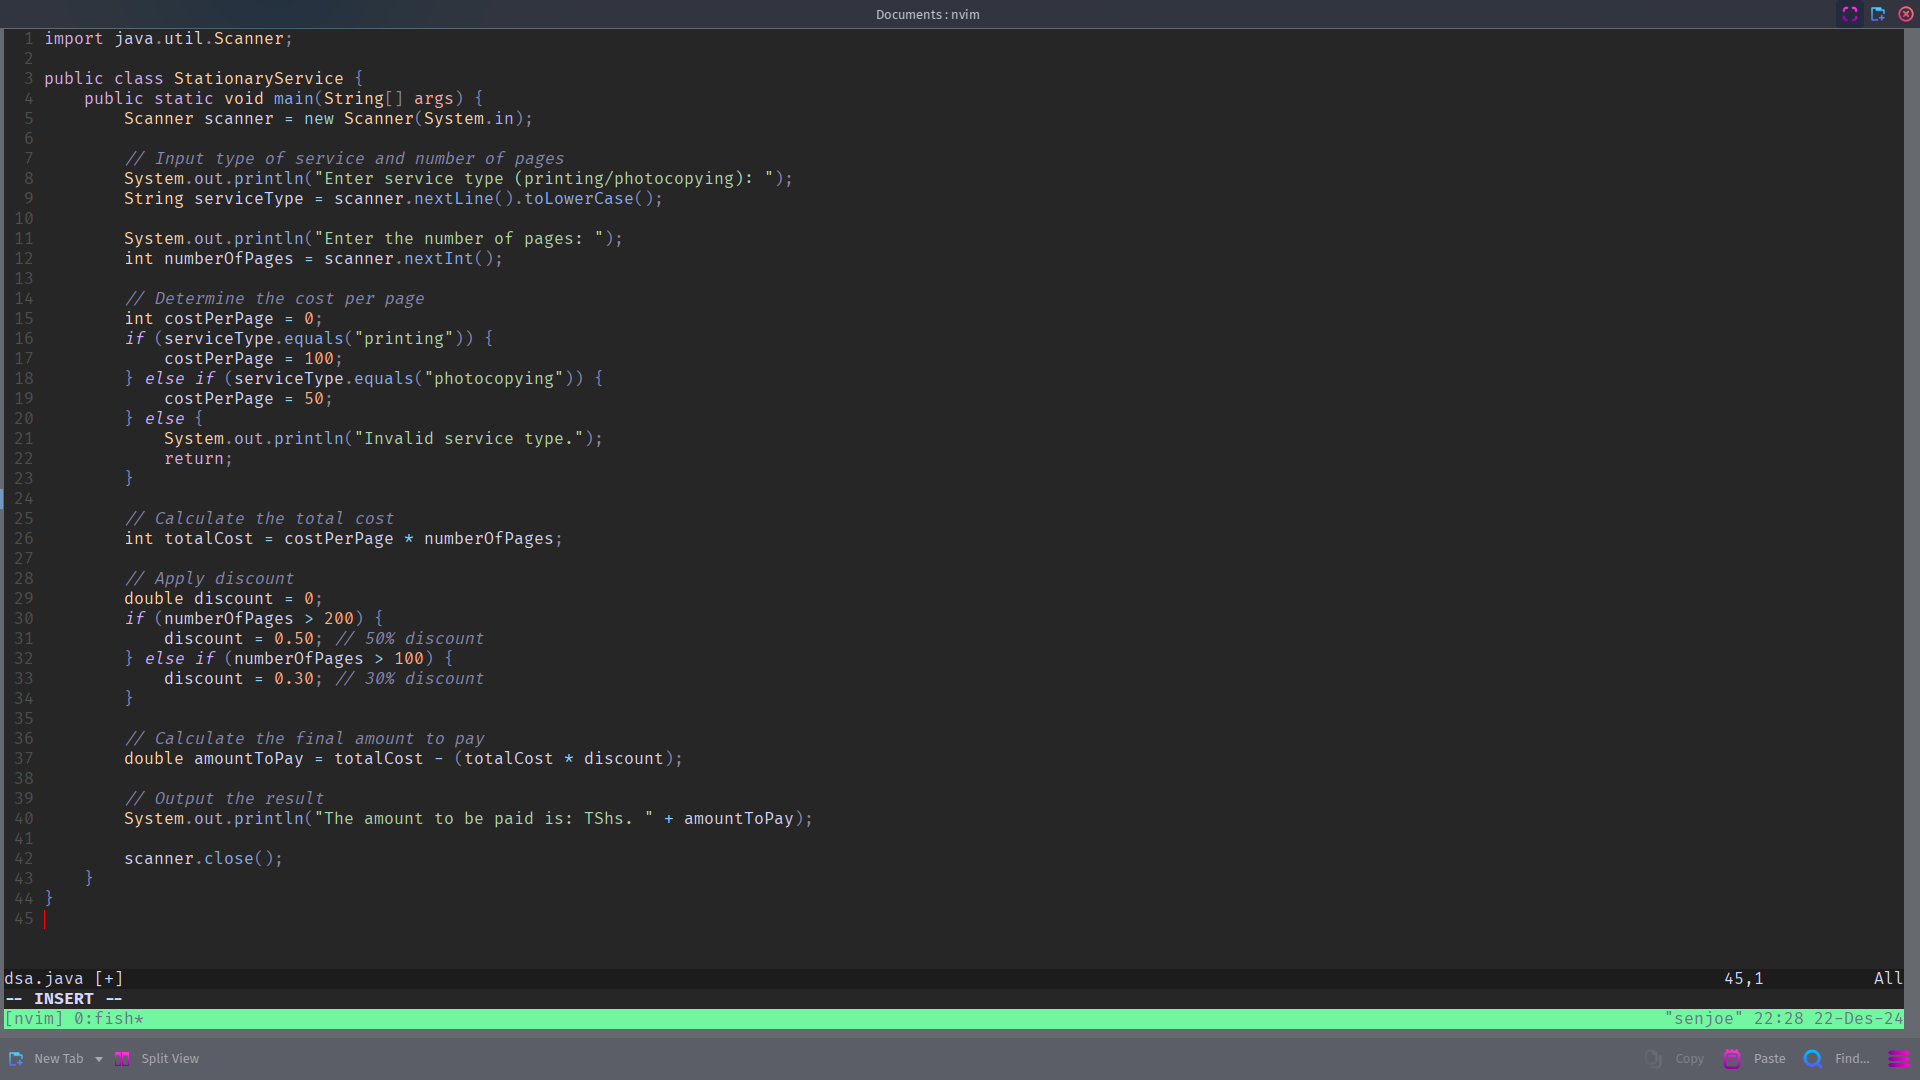 Documents : nvim
1 import java.util.Scanner;
2
3 public class StationaryService {
4     public static void main(String[] args) {
5         Scanner scanner = new Scanner(System.in);
6
7         // Input type of service and number of pages
8         System.out.println("Enter service type (printing/photocopying): ");
9         String serviceType = scanner.nextLine().toLowerCase();
10
11         System.out.println("Enter the number of pages: ");
12         int numberOfPages = scanner.nextInt();
13
14         // Determine the cost per page
15         int costPerPage = 0;
16         if (serviceType.equals("printing")) {
17             costPerPage = 100;
18         } else if (serviceType.equals("photocopying")) {
19             costPerPage = 50;
20         } else {
21             System.out.println("Invalid service type.");
22             return;
23         }
24
25         // Calculate the total cost
26         int totalCost = costPerPage * numberOfPages;
27
28         // Apply discount
29         double discount = 0;
30         if (numberOfPages > 200) {
31             discount = 0.50; // 50% discount
32         } else if (numberOfPages > 100) {
33             discount = 0.30; // 30% discount
34         }
35
36         // Calculate the final amount to pay
37         double amountToPay = totalCost - (totalCost * discount);
38
39         // Output the result
40         System.out.println("The amount to be paid is: TShs. " + amountToPay);
41
42         scanner.close();
43     }
44 }
45
dsa.java [+] 45,1 All
-- INSERT --
[nvim] 0:fish* "senjoe" 22:28 22-Des-24
New Tab Split View Copy Paste Find...